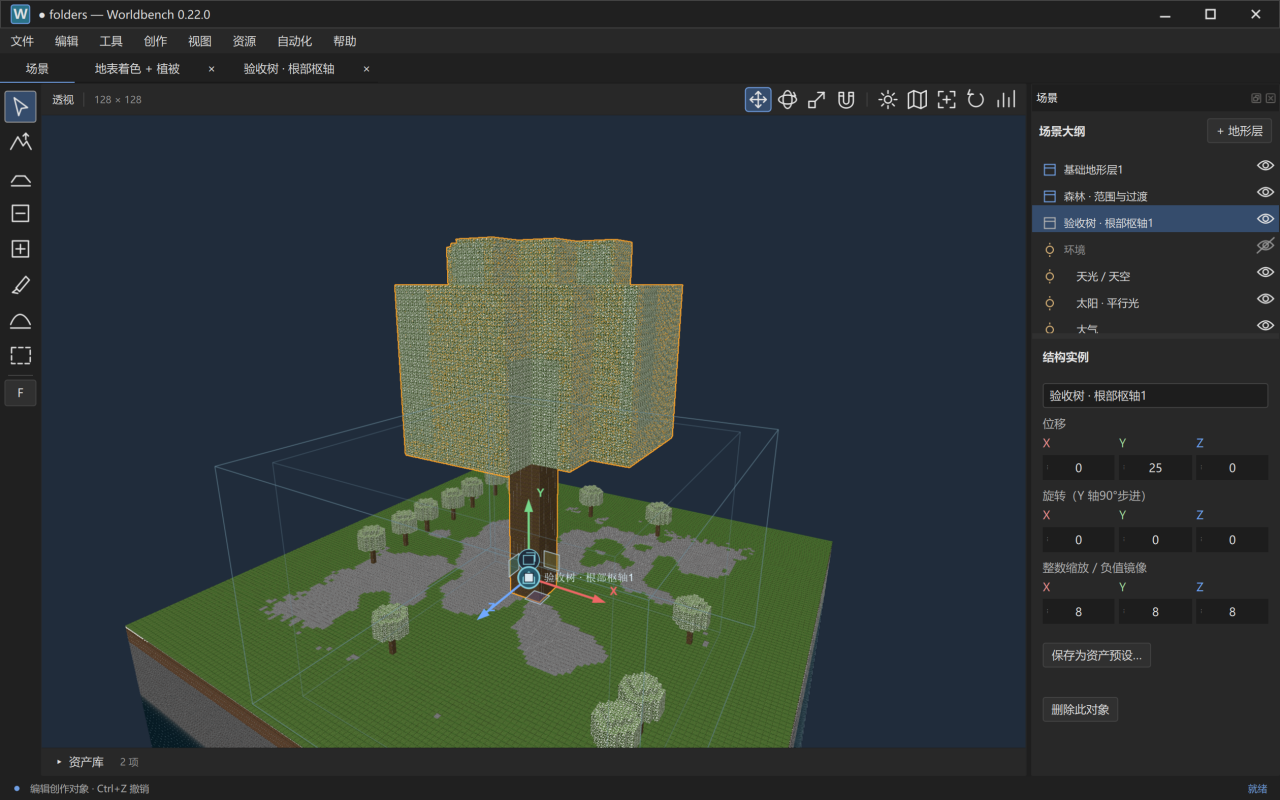 W ● folders — Worldbench 0.22.0
文件 编辑 工具 创作 视图 资源 自动化 帮助
场景 地表着色 + 植被 × 验收树 · 根部枢轴 ×
透视 128 × 128
F
Y
验收树 · 根部枢轴1
X
Z
场景
场景大纲 + 地形层
基础地形层1
森林 · 范围与过渡
验收树 · 根部枢轴1
环境
天光 / 天空
太阳 · 平行光
大气
结构实例
验收树 · 根部枢轴1
位移
X Y Z
0 25 0
旋转（Y 轴90°步进）
X Y Z
0 0 0
整数缩放 / 负值镜像
X Y Z
8 8 8
保存为资产预设...
删除此对象
资产库 2 项
编辑创作对象 · Ctrl+Z 撤销 就绪